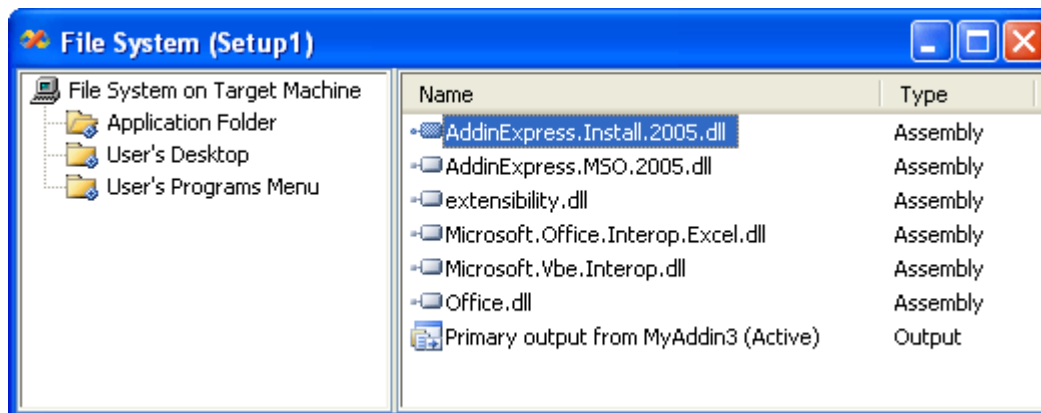 File System (Setup1)
File System on Target Machine
Application Folder
User's Desktop
User's Programs Menu
Name Type
AddinExpress.Install.2005.dll Assembly
AddinExpress.MSO.2005.dll Assembly
extensibility.dll Assembly
Microsoft.Office.Interop.Excel.dll Assembly
Microsoft.Vbe.Interop.dll Assembly
Office.dll Assembly
Primary output from MyAddin3 (Active) Output